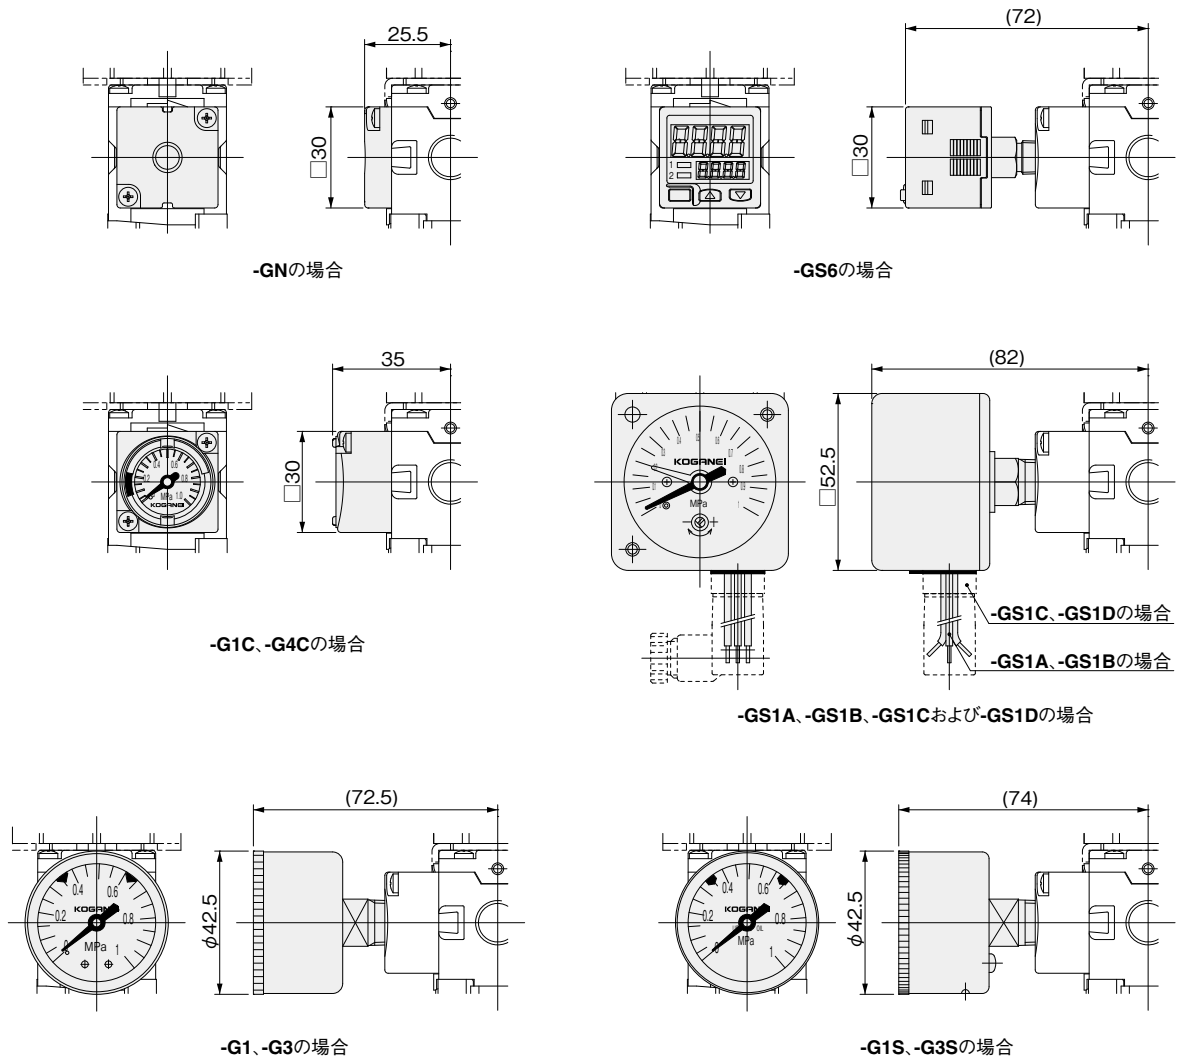 25.5
□30
-GNの場合
(72)
□30
1
2
-GS6の場合
35
□30
0.2
0.4
0.6
0.8
0
MPa
1.0
KOGANEI
-G1C、-G4Cの場合
(82)
□52.5
KOGANEI
MPa
-GS1C、-GS1Dの場合
-GS1A、-GS1Bの場合
-GS1A、-GS1B、-GS1Cおよび-GS1Dの場合
(72.5)
φ42.5
0.4
0.6
KOGANEI
0.2
0.8
0
MPa
1
-G1、-G3の場合
(74)
φ42.5
0.4
0.6
KOGANEI
0.2
0.8
OIL
0
MPa
1
-G1S、-G3Sの場合